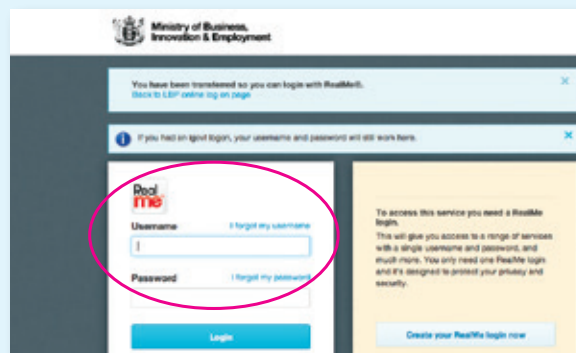 Ministry of Business,
Innovation & Employment
You have been transferred so you can login with RealMe®.
Back to LBP online log on page
If you had an igovt logon, your username and password will still work here.
Real
me
Username I forgot my username
Password I forgot my password
Login
To access this service you need a RealMe
login.
This will give you access to a range of services
with a single username and password, and
much more. You only need one RealMe login
and it's designed to protect your privacy and
security.
Create your RealMe login now